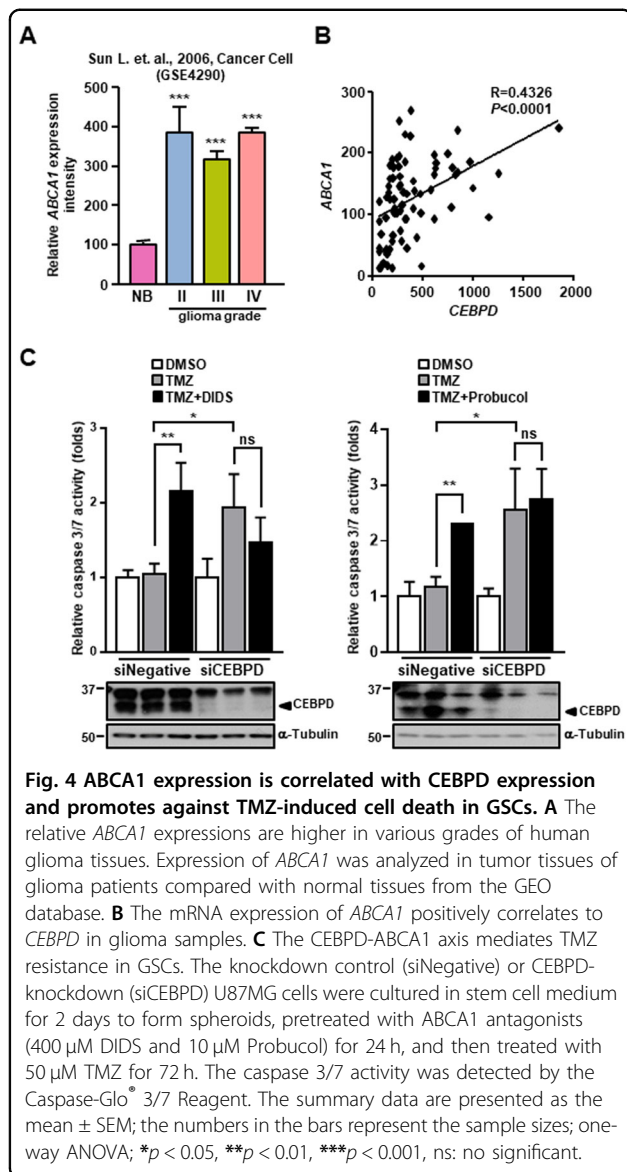 A
Sun L. et. al., 2006, Cancer Cell
(GSE4290)
Relative ABCA1 expression
intensity
500
400
300
200
100
0
***
***
***
NB
II
III
IV
glioma grade
B
R=0.4326
P<0.0001
ABCA1
300
200
100
0
0
500
1000
1500
2000
CEBPD
C
DMSO
TMZ
TMZ+DIDS
Relative caspase 3/7 activity (folds)
3
2
1
0
*
**
ns
siNegative siCEBPD
37
CEBPD
50
α-Tubulin
DMSO
TMZ
TMZ+Probucol
Relative caspase 3/7 activity (folds)
4
3
2
1
0
*
**
ns
siNegative siCEBPD
37
CEBPD
50
α-Tubulin
Fig. 4 ABCA1 expression is correlated with CEBPD expression
and promotes against TMZ-induced cell death in GSCs. A The
relative ABCA1 expressions are higher in various grades of human
glioma tissues. Expression of ABCA1 was analyzed in tumor tissues of
glioma patients compared with normal tissues from the GEO
database. B The mRNA expression of ABCA1 positively correlates to
CEBPD in glioma samples. C The CEBPD-ABCA1 axis mediates TMZ
resistance in GSCs. The knockdown control (siNegative) or CEBPD-
knockdown (siCEBPD) U87MG cells were cultured in stem cell medium
for 2 days to form spheroids, pretreated with ABCA1 antagonists
(400 µM DIDS and 10 µM Probucol) for 24 h, and then treated with
50 µM TMZ for 72 h. The caspase 3/7 activity was detected by the
Caspase-Glo® 3/7 Reagent. The summary data are presented as the
mean ± SEM; the numbers in the bars represent the sample sizes; one-
way ANOVA; *p < 0.05, **p < 0.01, ***p < 0.001, ns: no significant.